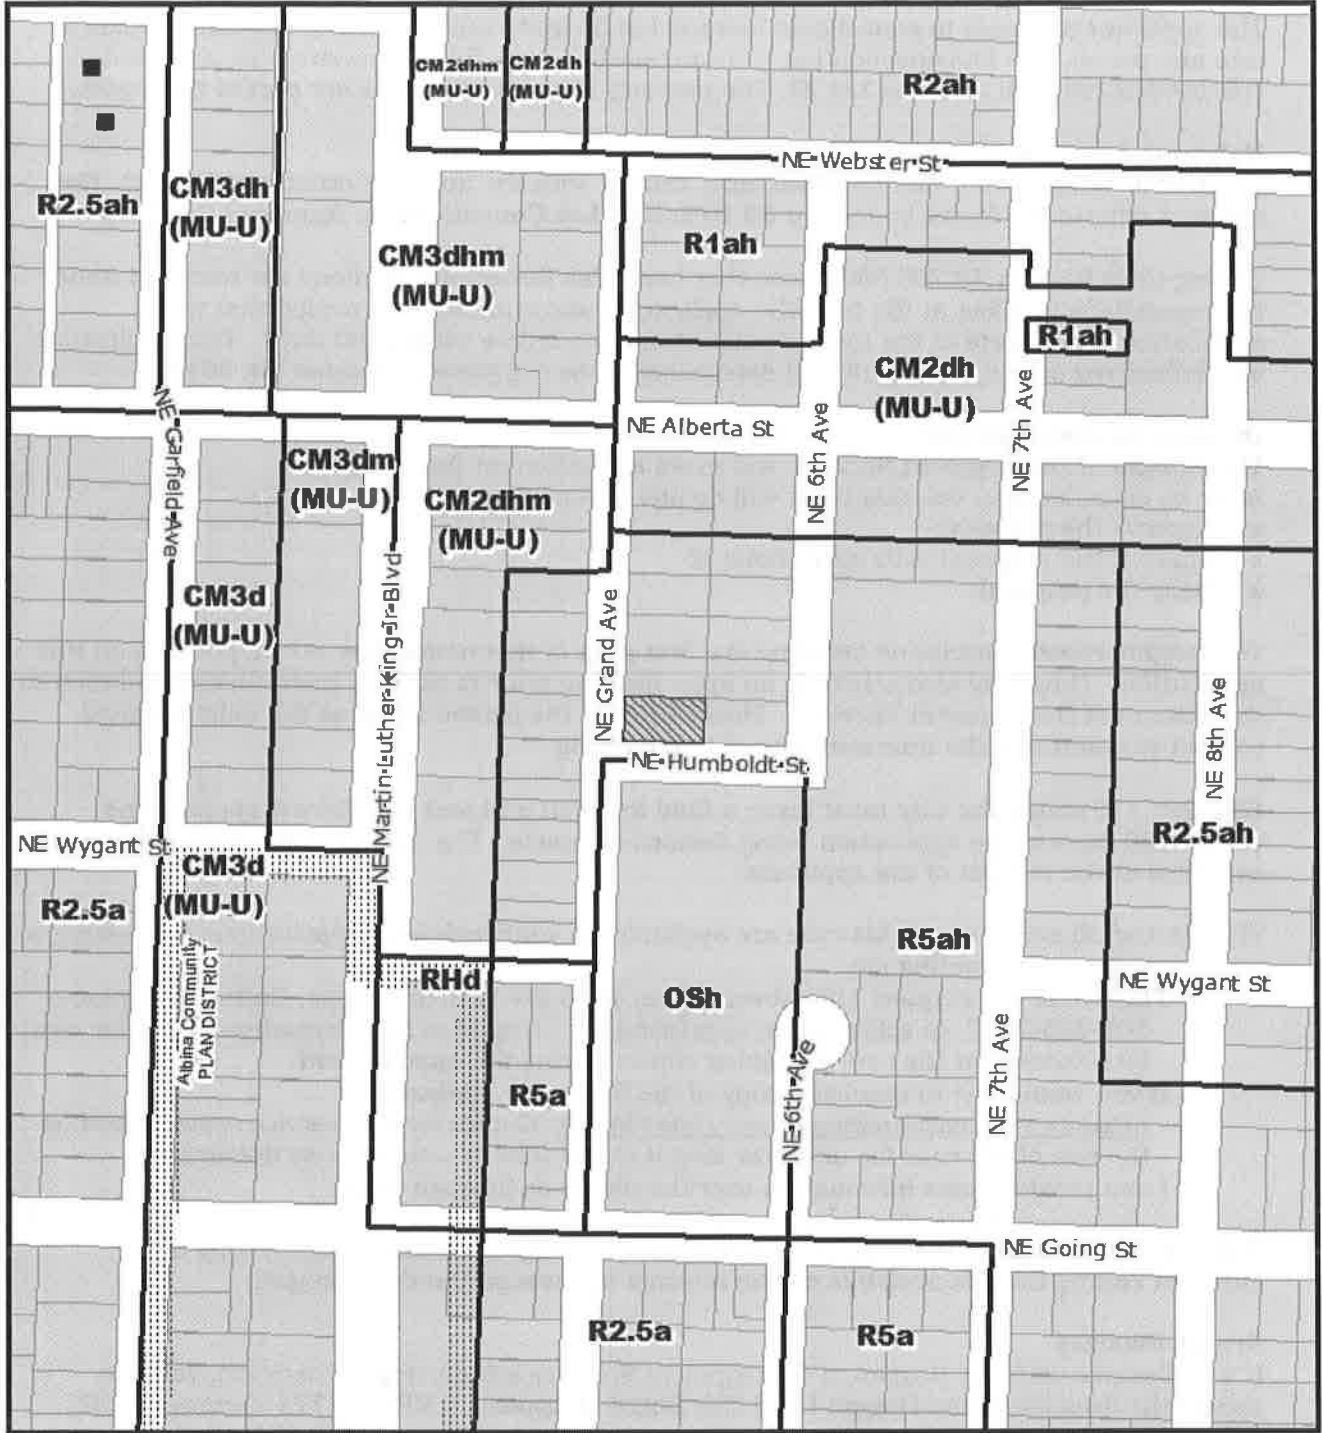 CM2dhm
(MU-U)
CM2dh
(MU-U)
R2ah
NE Webster St
R2.5ah
CM3dh
(MU-U)
CM3dhm
(MU-U)
R1ah
R1ah
CM2dh
(MU-U)
NE Garfield Ave
NE Alberta St
NE 6th Ave
NE 7th Ave
CM3dm
(MU-U)
CM2dhm
(MU-U)
CM3d
(MU-U)
NE Martin Luther King Jr Blvd
NE Grand Ave
NE 8th Ave
NE Humboldt St
NE Wygant St
CM3d
(MU-U)
R2.5ah
R2.5a
Albina Community
PLAN DISTRICT
RHd
OSh
R5ah
NE Wygant St
R5a
NE 6th Ave
NE 7th Ave
NE Going St
R2.5a
R5a